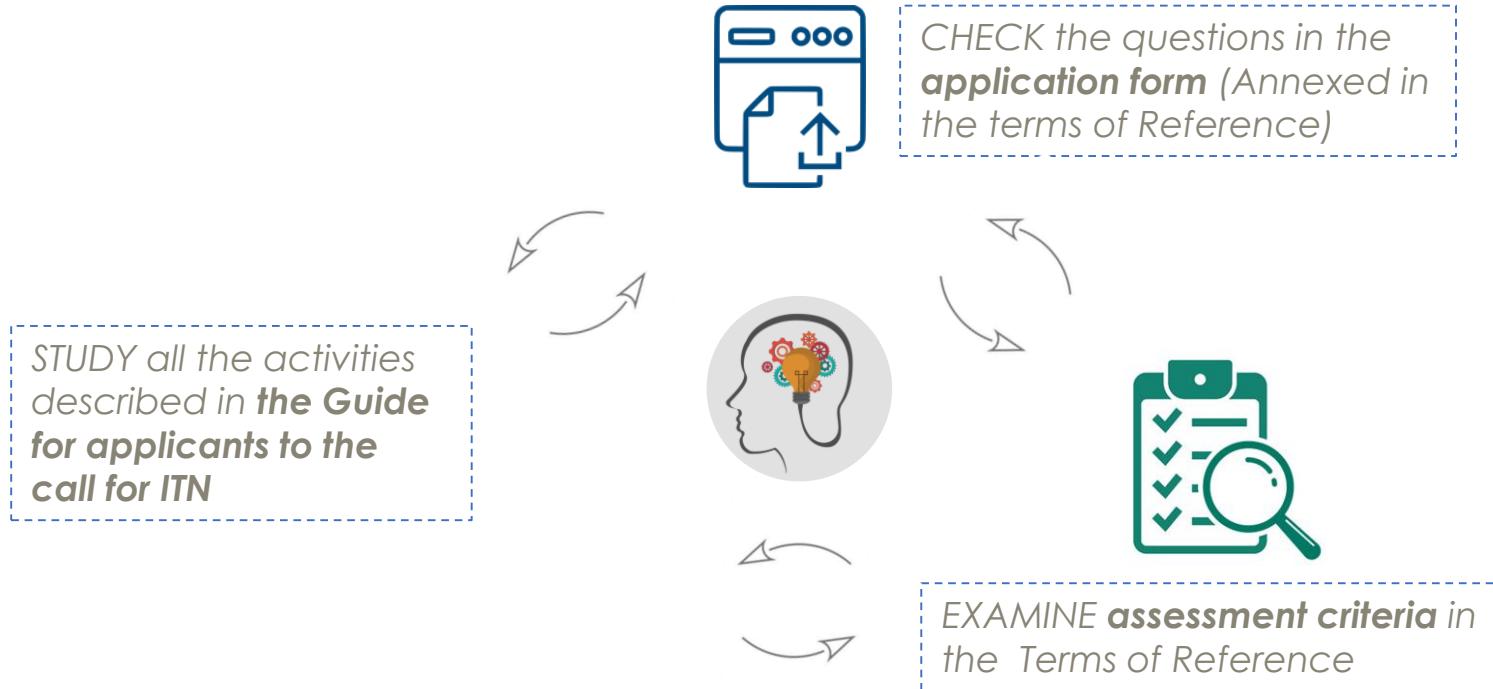 CHECK the questions in the
application form (Annexed in
the terms of Reference)
STUDY all the activities
described in the Guide
for applicants to the
call for ITN
EXAMINE assessment criteria in
the Terms of Reference